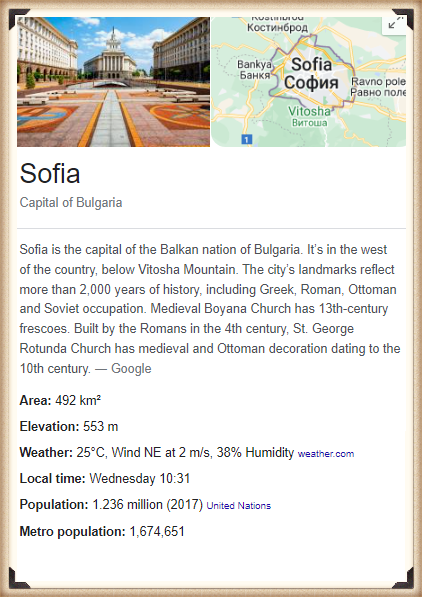 Kostinbrod
Костинброд
Bankya
Банкя
Sofia
София
Ravno pole
Равно поле
Vitosha
Витоша
1
Sofia
Capital of Bulgaria
Sofia is the capital of the Balkan nation of Bulgaria. It’s in the west
of the country, below Vitosha Mountain. The city’s landmarks reflect
more than 2,000 years of history, including Greek, Roman, Ottoman
and Soviet occupation. Medieval Boyana Church has 13th-century
frescoes. Built by the Romans in the 4th century, St. George
Rotunda Church has medieval and Ottoman decoration dating to the
10th century. — Google
Area: 492 km²
Elevation: 553 m
Weather: 25°C, Wind NE at 2 m/s, 38% Humidity weather.com
Local time: Wednesday 10:31
Population: 1.236 million (2017) United Nations
Metro population: 1,674,651